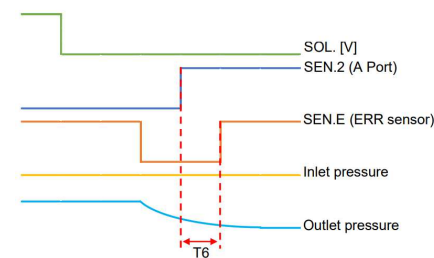 SOL. [V]
SEN.2 (A Port)
SEN.E (ERR sensor)
Inlet pressure
Outlet pressure
T6